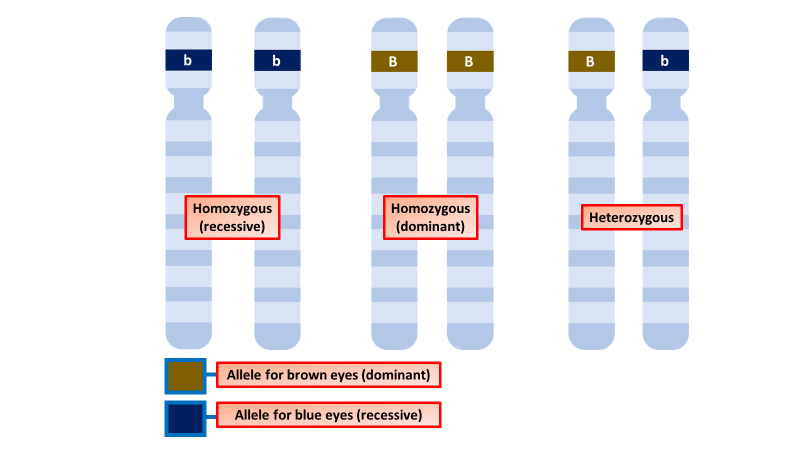 b b B B B b
Homozygous
(recessive)
Homozygous
(dominant)
Heterozygous
Allele for brown eyes (dominant)
Allele for blue eyes (recessive)